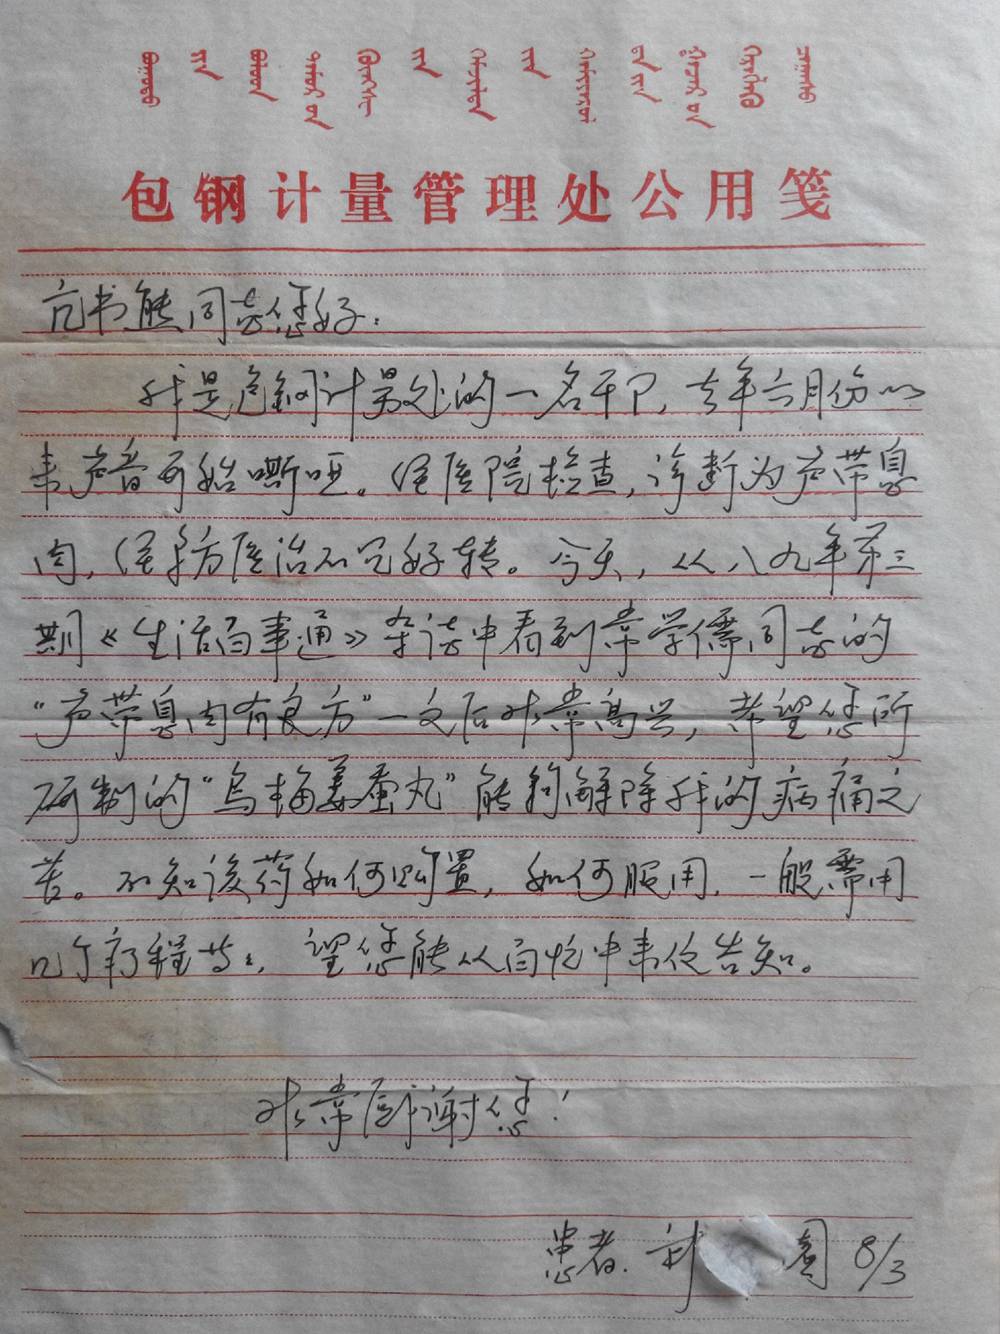 包钢计量管理处公用笺
亢书能同志您好：
我是包钢计量处的一名干卩，去年六月份以
来声音开始嘶哑。经医院检查，诊断为声带息
肉，经多方医治不见好转。今天，从八九年第三
期《生活百事通》杂志中看到常学儒同志的
“声带息肉有良方”一文后非常高兴，希望您所
研制的“乌梅姜蚕丸”能够解除我的病痛之
苦。不知该药如何购置，如何服用，一般需用
几个疗程等等，望您能从百忙中来信告知。
非常感谢您！
患者 8/3